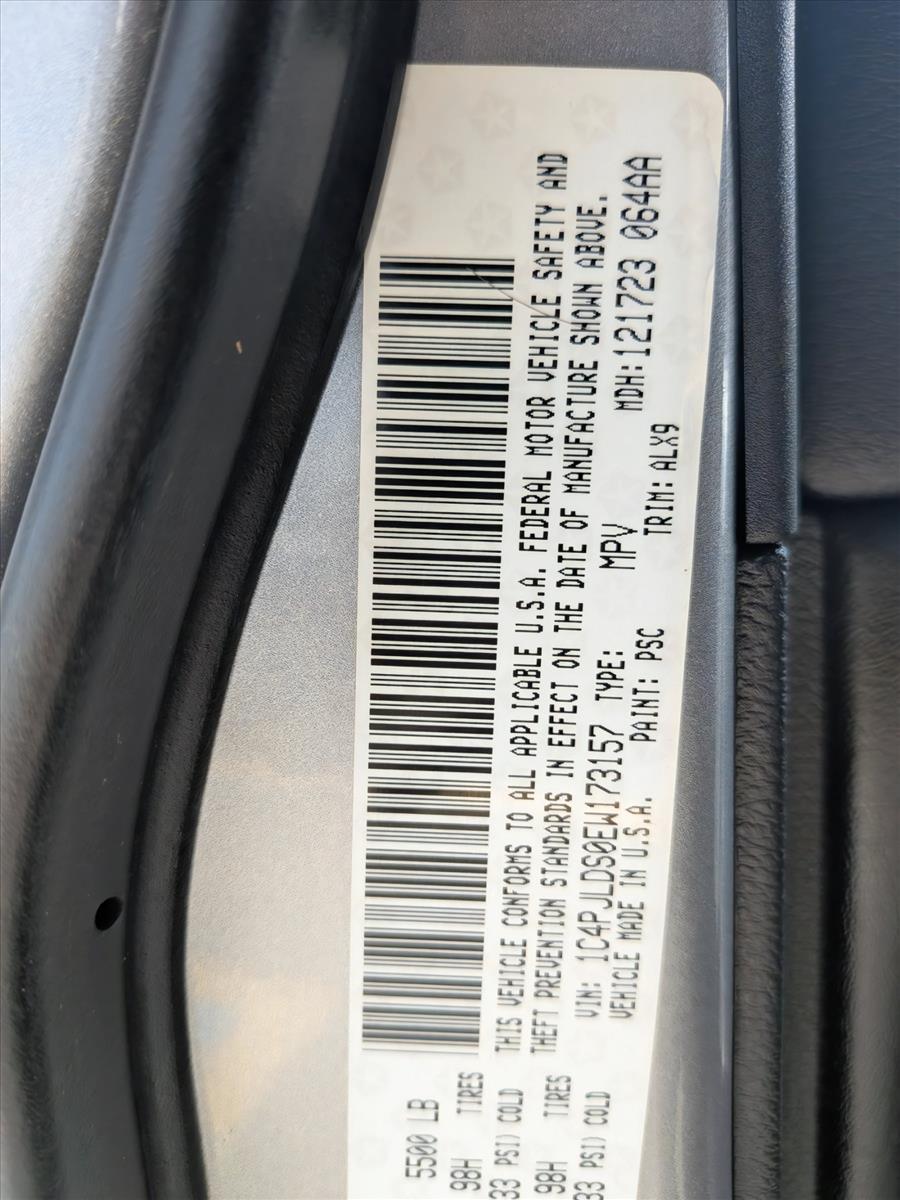 5500 LB
98H TIRES
33 PSI) COLD
98H TIRES
33 PSI) COLD
THIS VEHICLE CONFORMS TO ALL APPLICABLE U.S.A. FEDERAL MOTOR VEHICLE SAFETY AND
THEFT PREVENTION STANDARDS IN EFFECT ON THE DATE OF MANUFACTURE SHOWN ABOVE.
VIN: 1C4PJLDS0EW173157 TYPE: MPV MDH:121723 064AA
VEHICLE MADE IN U.S.A. PAINT: PSC TRIM:ALX9